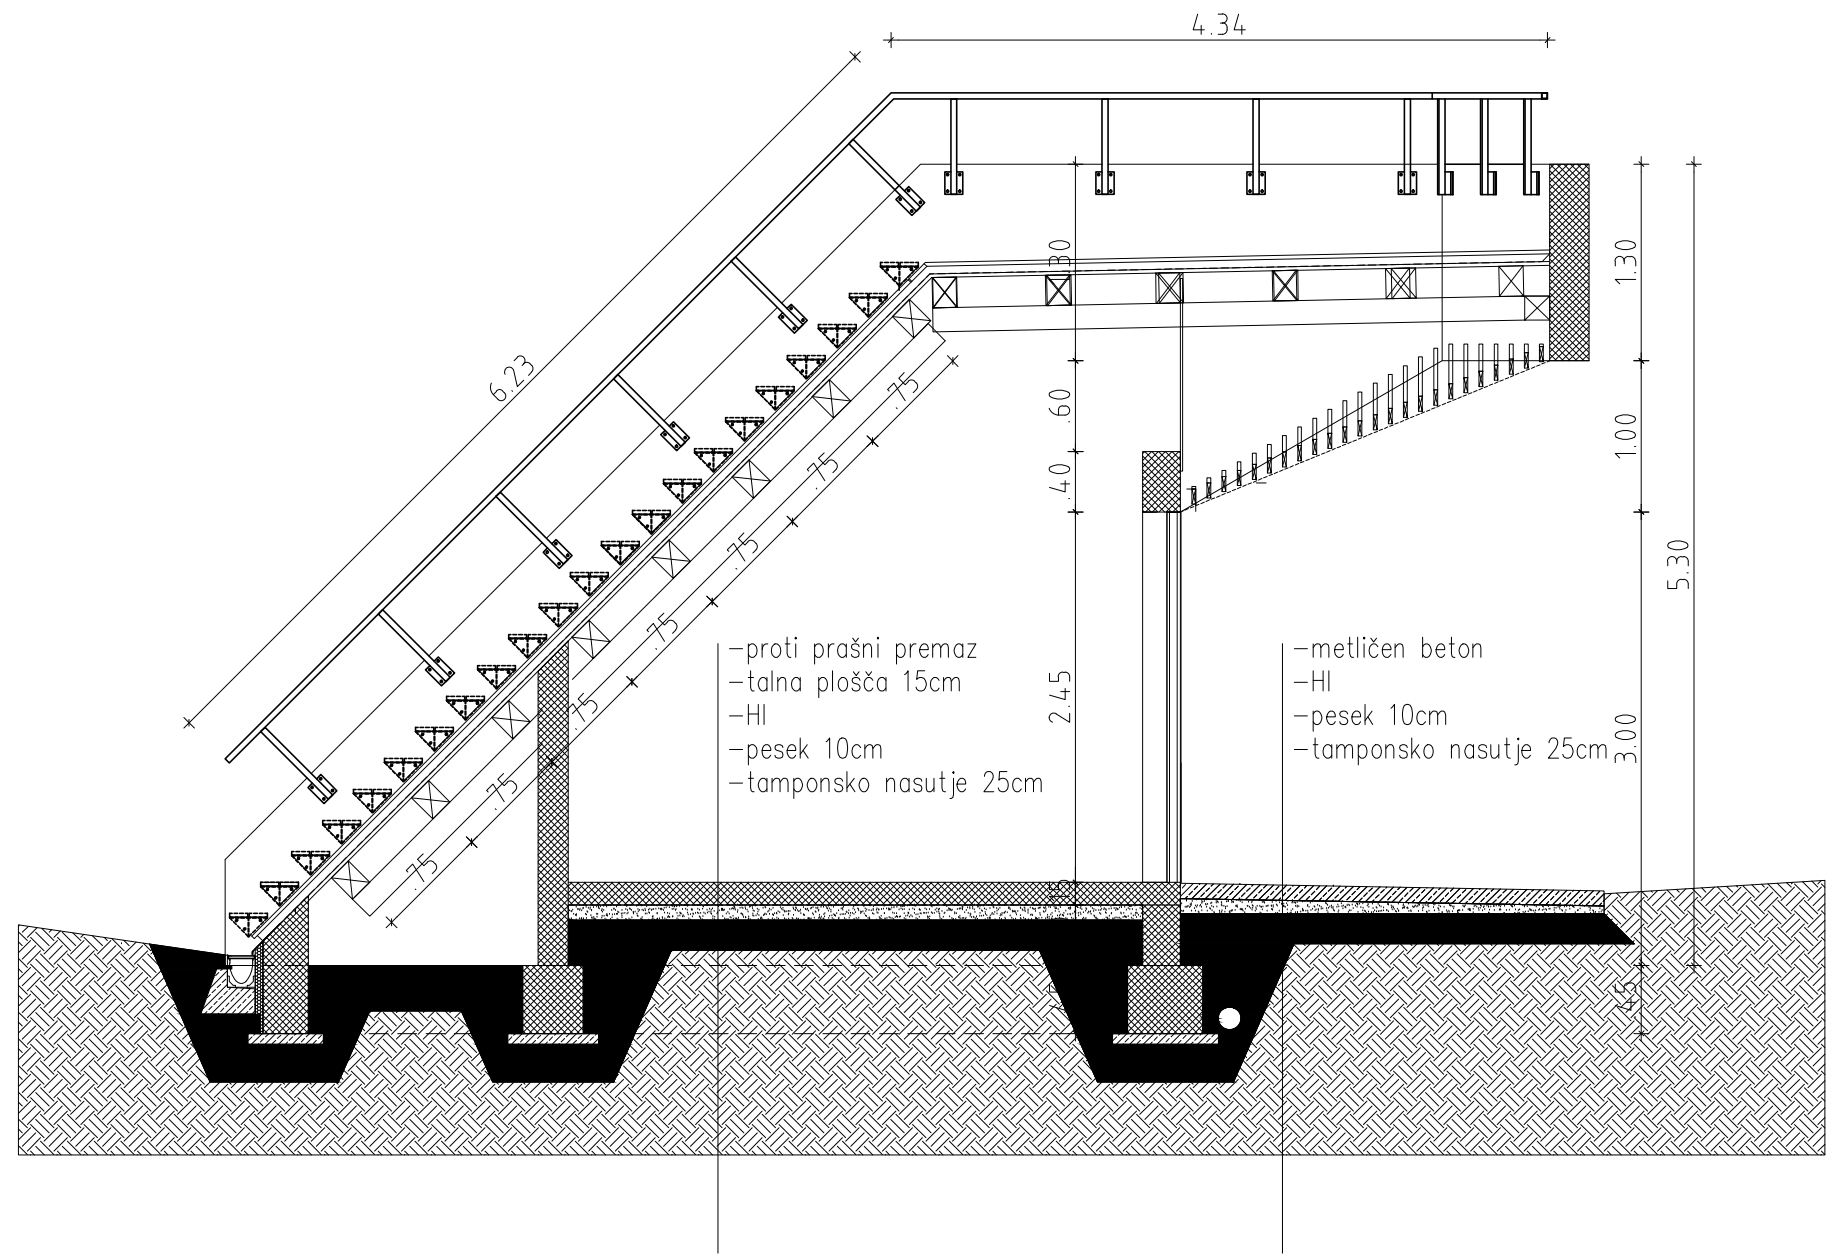 4.34
6.23
.75
.75
.75
.75
.75
.75
.75
30
.60
.40
2.45
1.30
1.00
3.00
5.30
.45
-proti prašni premaz
-talna plošča 15cm
-HI
-pesek 10cm
-tamponsko nasutje 25cm
-metličen beton
-HI
-pesek 10cm
-tamponsko nasutje 25cm